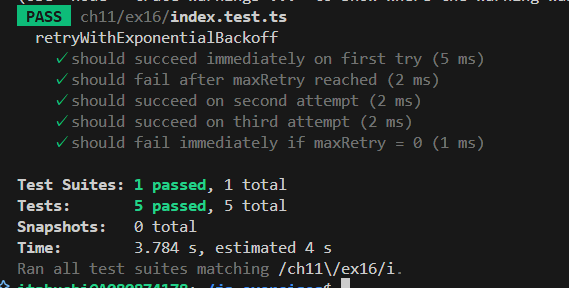 PASS ch11/ex16/index.test.ts
retryWithExponentialBackoff
✓ should succeed immediately on first try (5 ms)
✓ should fail after maxRetry reached (2 ms)
✓ should succeed on second attempt (2 ms)
✓ should succeed on third attempt (2 ms)
✓ should fail immediately if maxRetry = 0 (1 ms)
Test Suites: 1 passed, 1 total
Tests: 5 passed, 5 total
Snapshots: 0 total
Time: 3.784 s, estimated 4 s
Ran all test suites matching /ch11\/ex16/i.